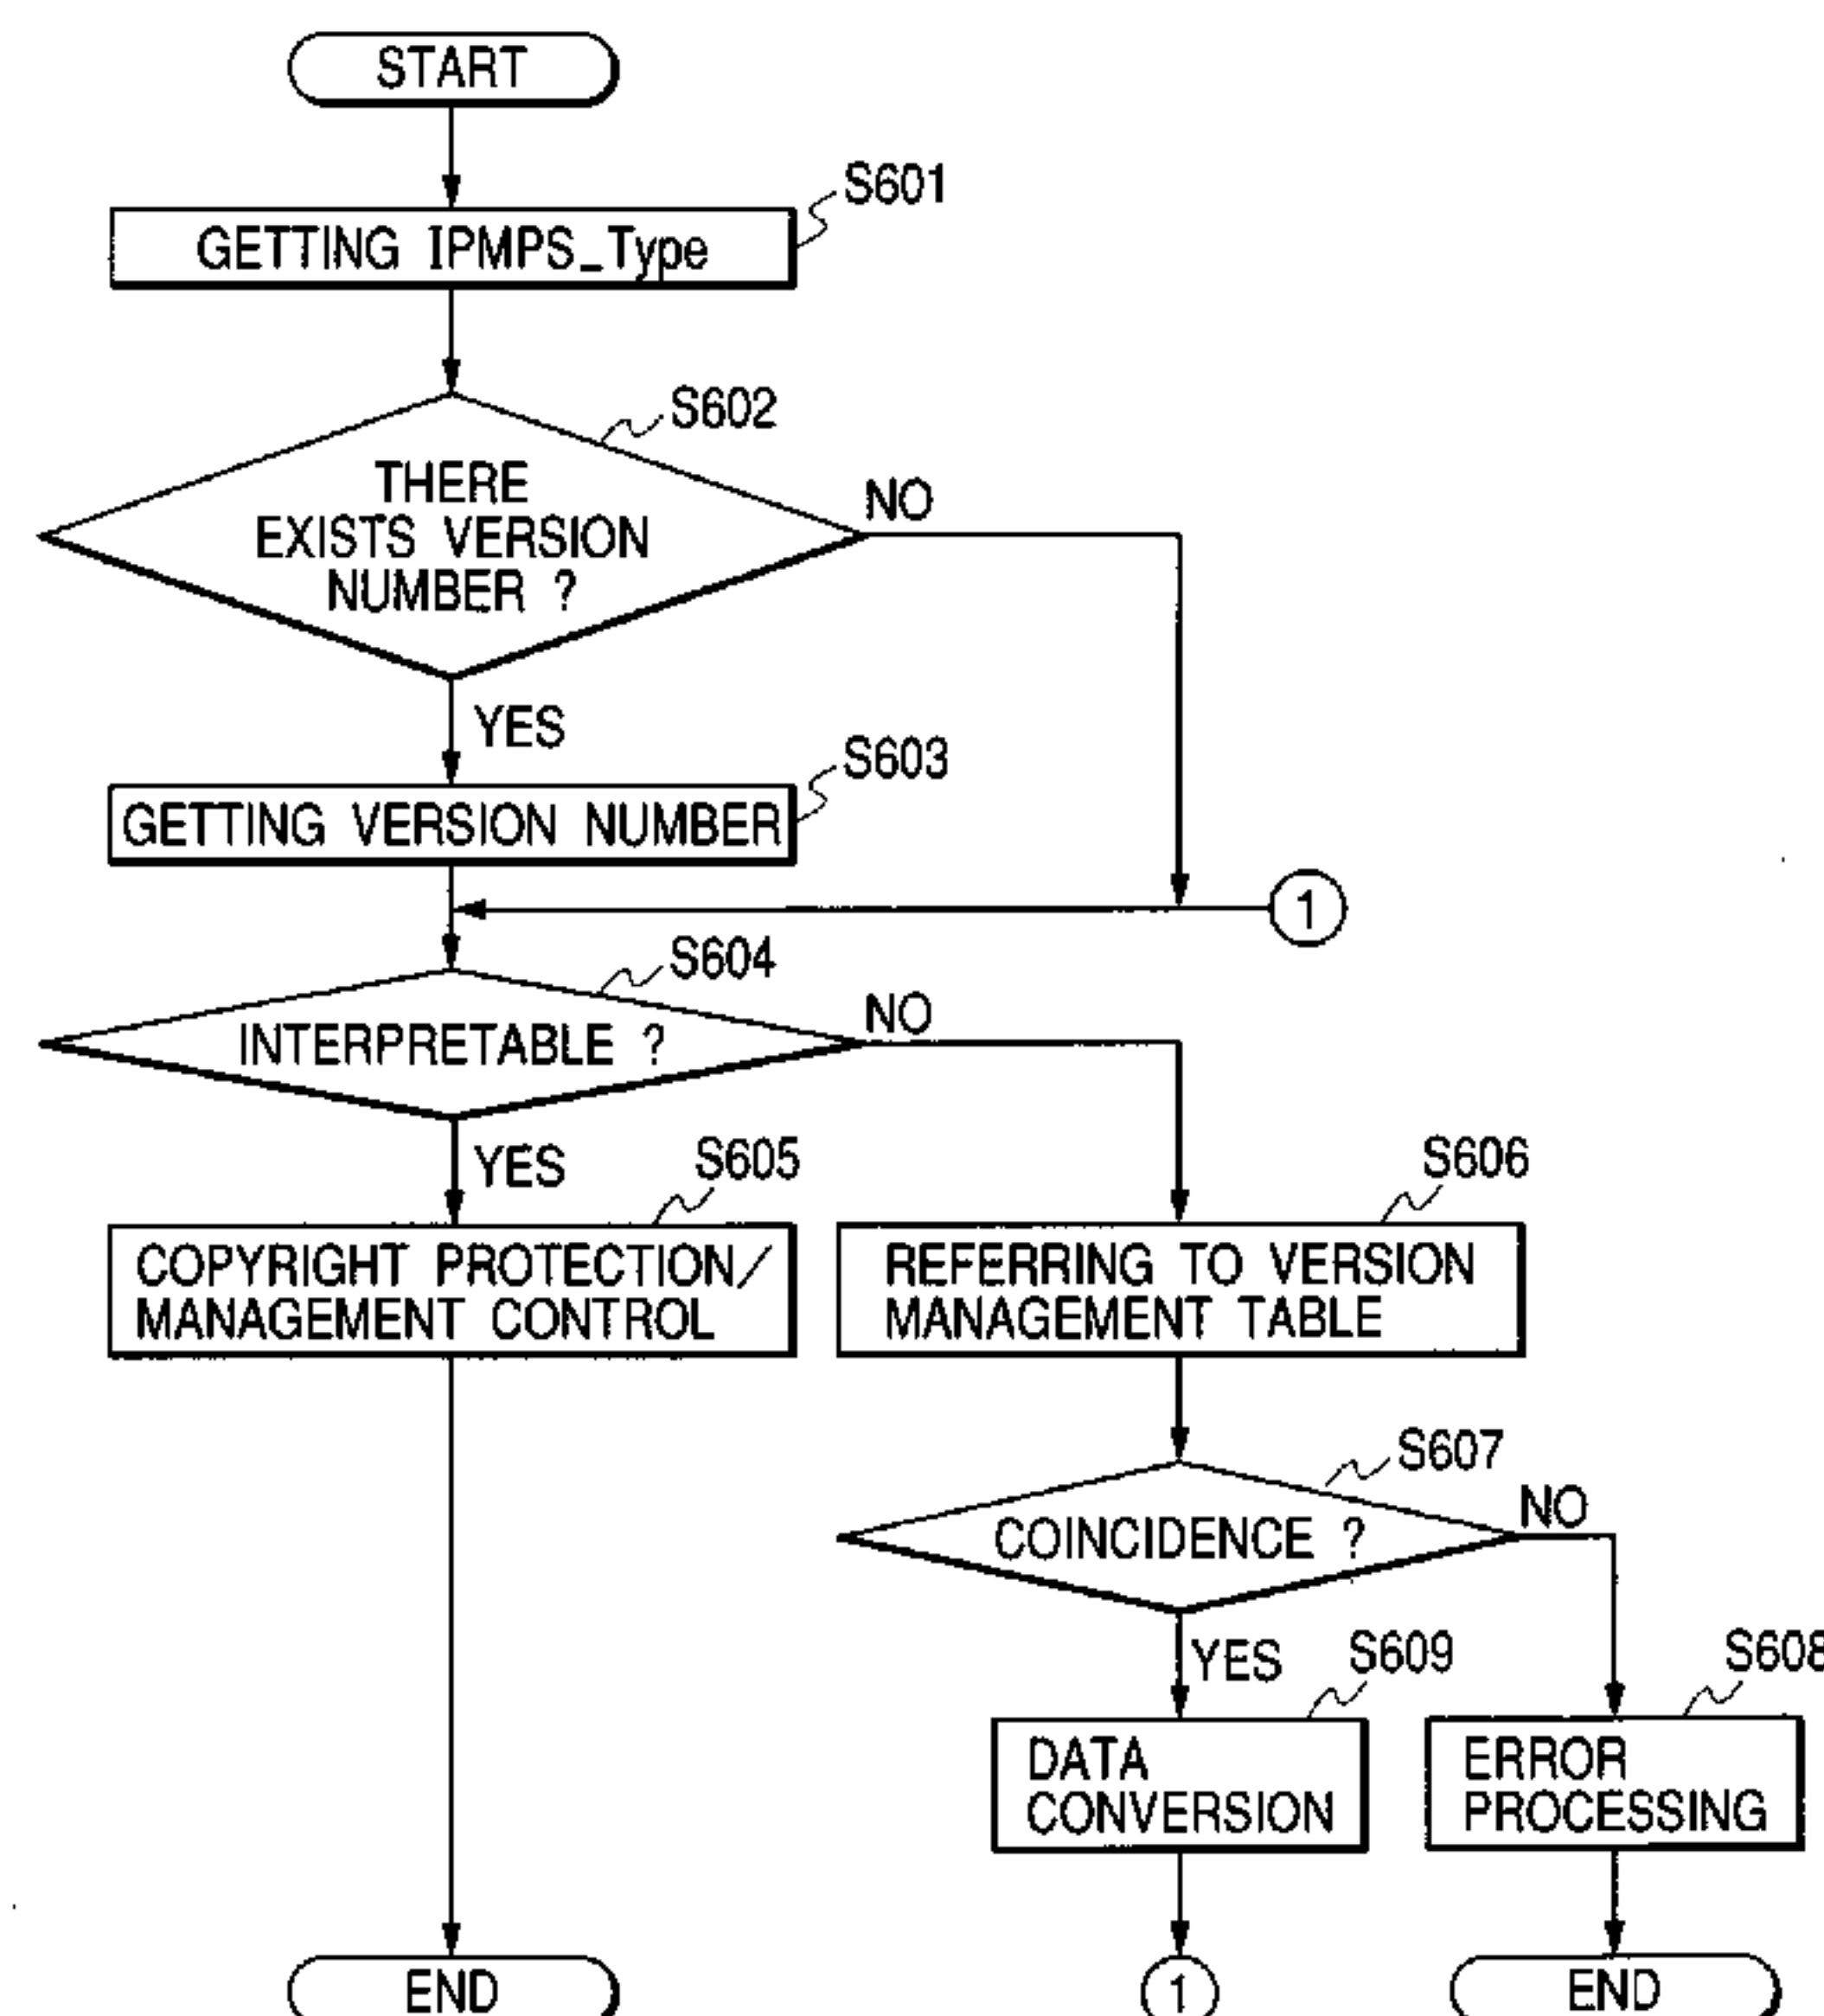 START
S601
GETTING IPMPS_Type
S602
THERE
EXISTS VERSION
NUMBER ?
NO
YES
S603
GETTING VERSION NUMBER
1
S604
INTERPRETABLE ?
NO
YES
S605
S606
COPYRIGHT PROTECTION/
MANAGEMENT CONTROL
REFERRING TO VERSION
MANAGEMENT TABLE
S607
COINCIDENCE ?
NO
YES
S609
S608
DATA
CONVERSION
ERROR
PROCESSING
END
1
END